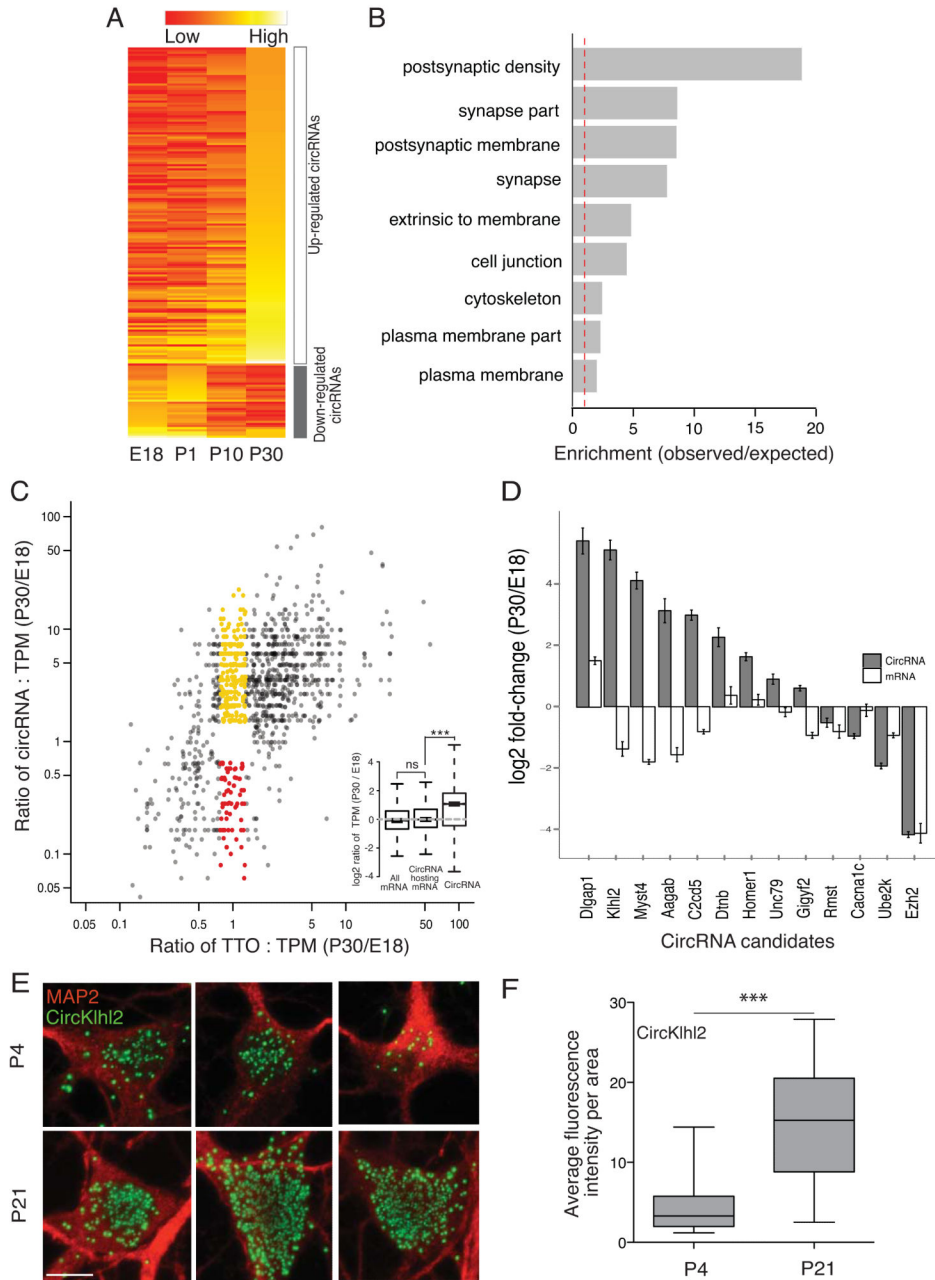 A
Low High
Up-regulated circRNAs
Down-regulated
circRNAs
E18 P1 P10 P30
B
postsynaptic density
synapse part
postsynaptic membrane
synapse
extrinsic to membrane
cell junction
cytoskeleton
plasma membrane part
plasma membrane
0 5 10 15 20
Enrichment (observed/expected)
C
Ratio of circRNA : TPM (P30/E18)
100
50
10
5
1
0.5
0.1
0.05
0.05 0.1 0.5 1 5 10 50 100
Ratio of TTO : TPM (P30/E18)
log2 ratio of TPM (P30 / E18)
4
2
0
-2
-4
ns
***
All
mRNA
CircRNA
hosting
mRNA
CircRNA
D
log2 fold-change (P30/E18)
4
2
0
-2
-4
CircRNA
mRNA
Dlgap1
Klhl2
Myst4
Aagab
C2cd5
Dtnb
Homer1
Unc79
Gigyf2
Rmst
Cacna1c
Ube2k
Ezh2
CircRNA candidates
E
MAP2
CircKlhl2
P4
P21
F
Average fluorescence
intensity per area
30
20
10
0
CircKlhl2
***
P4 P21